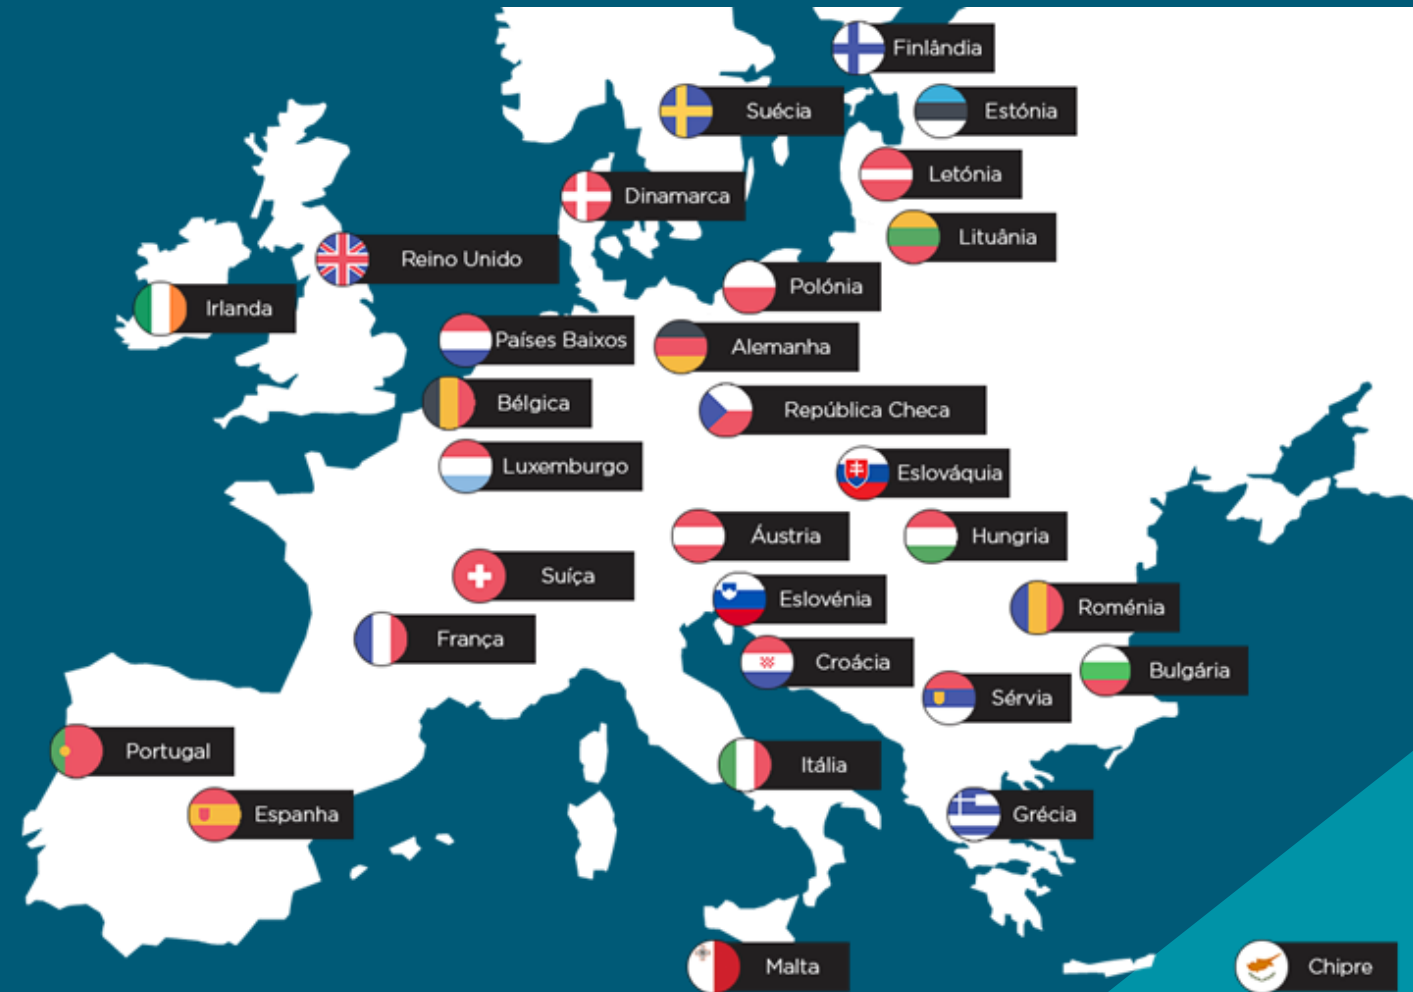 Finlândia
Suécia
Estónia
Letónia
Dinamarca
Lituânia
Reino Unido
Polónia
Irlanda
Países Baixos
Alemanha
Bélgica
República Checa
Luxemburgo
Eslováquia
Áustria
Hungria
Suíça
Eslovénia
Roménia
França
Croácia
Bulgária
Sérvia
Portugal
Itália
Espanha
Grécia
Malta
Chipre